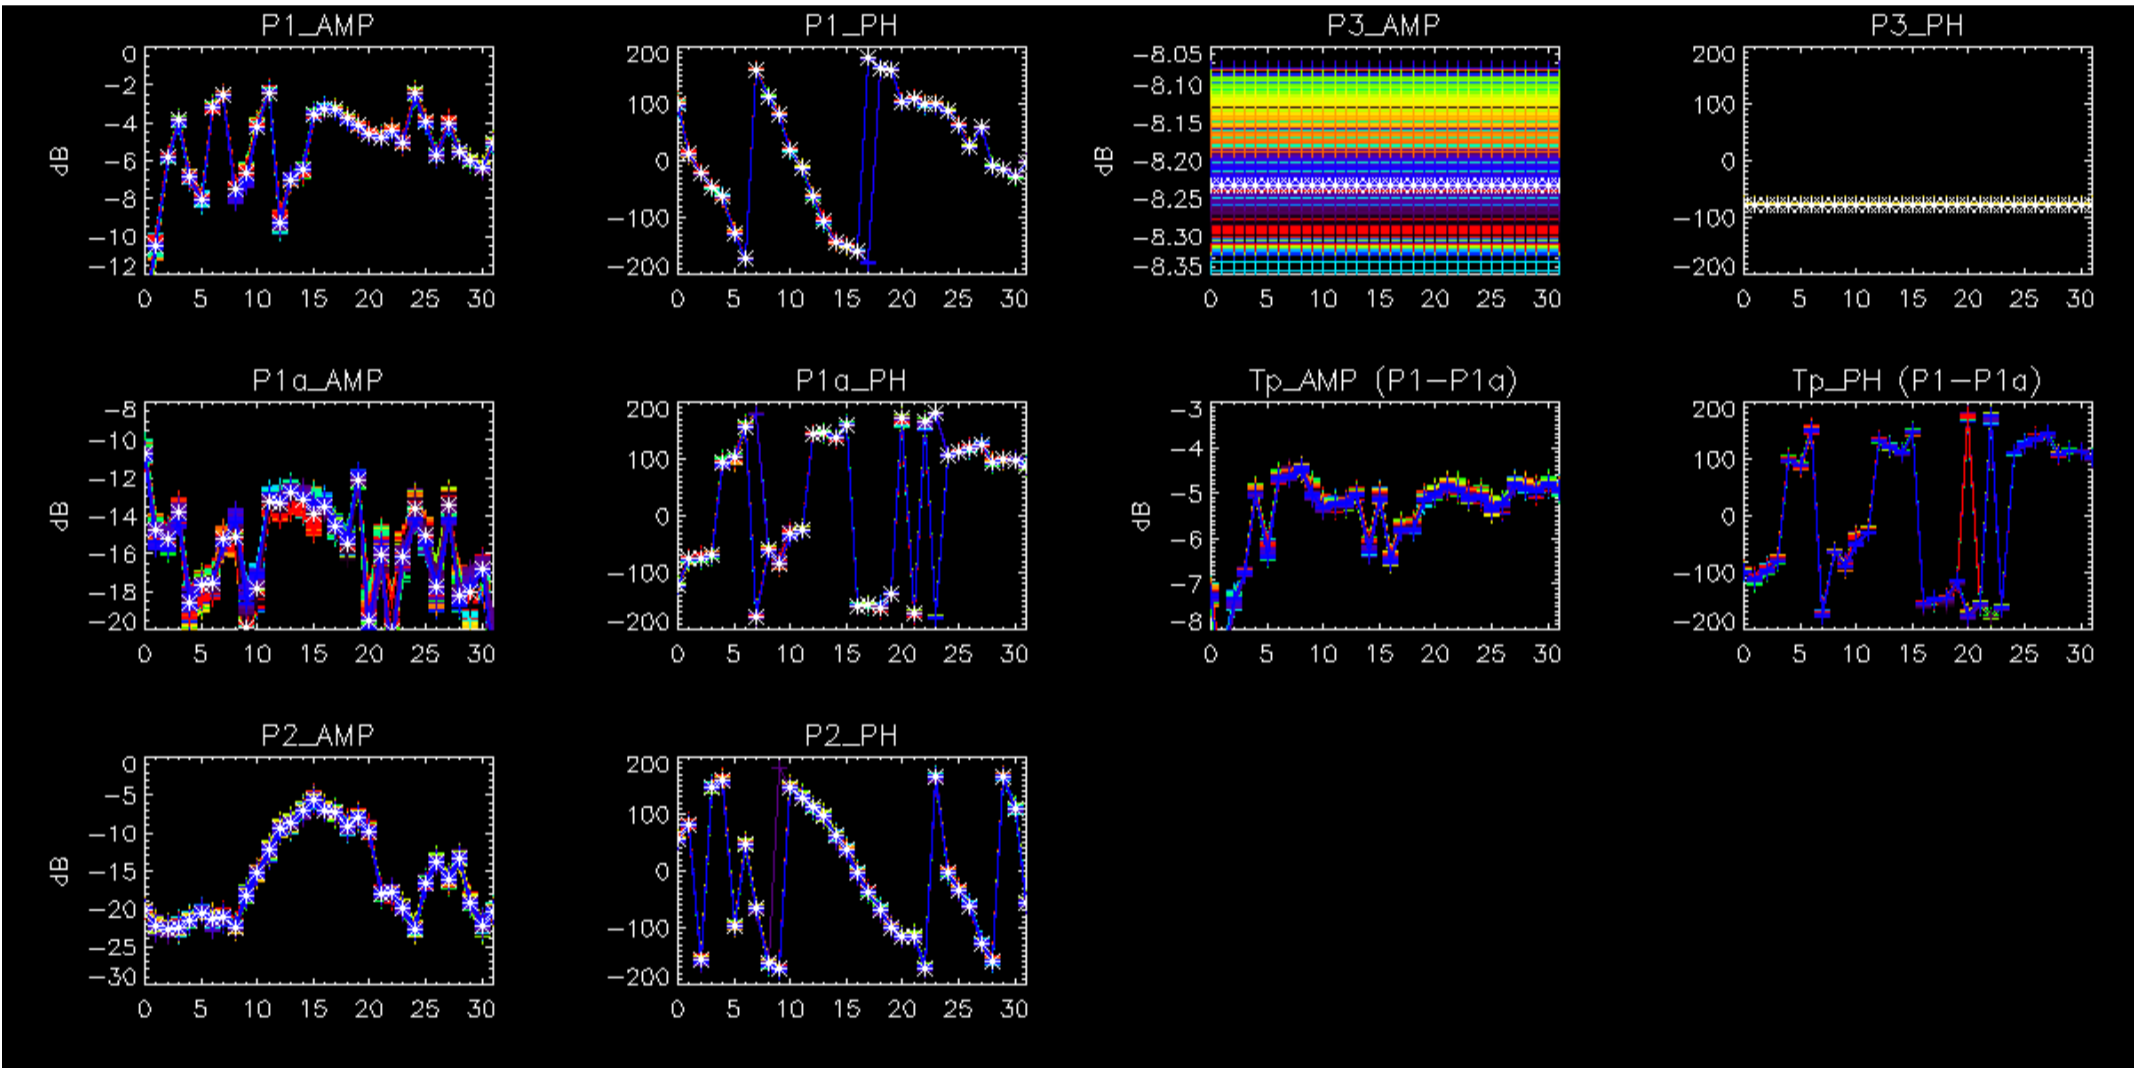 P1_AMP
dB
0
-2
-4
-6
-8
-10
-12
0 5 10 15 20 25 30
P1_PH
200
100
0
-100
-200
0 5 10 15 20 25 30
P3_AMP
dB
-8.05
-8.10
-8.15
-8.20
-8.25
-8.30
-8.35
0 5 10 15 20 25 30
P3_PH
200
100
0
-100
-200
0 5 10 15 20 25 30
P1a_AMP
dB
-8
-10
-12
-14
-16
-18
-20
0 5 10 15 20 25 30
P1a_PH
200
100
0
-100
-200
0 5 10 15 20 25 30
Tp_AMP (P1-P1a)
dB
-3
-4
-5
-6
-7
-8
0 5 10 15 20 25 30
Tp_PH (P1-P1a)
200
100
0
-100
-200
0 5 10 15 20 25 30
P2_AMP
dB
0
-5
-10
-15
-20
-25
-30
0 5 10 15 20 25 30
P2_PH
200
100
0
-100
-200
0 5 10 15 20 25 30